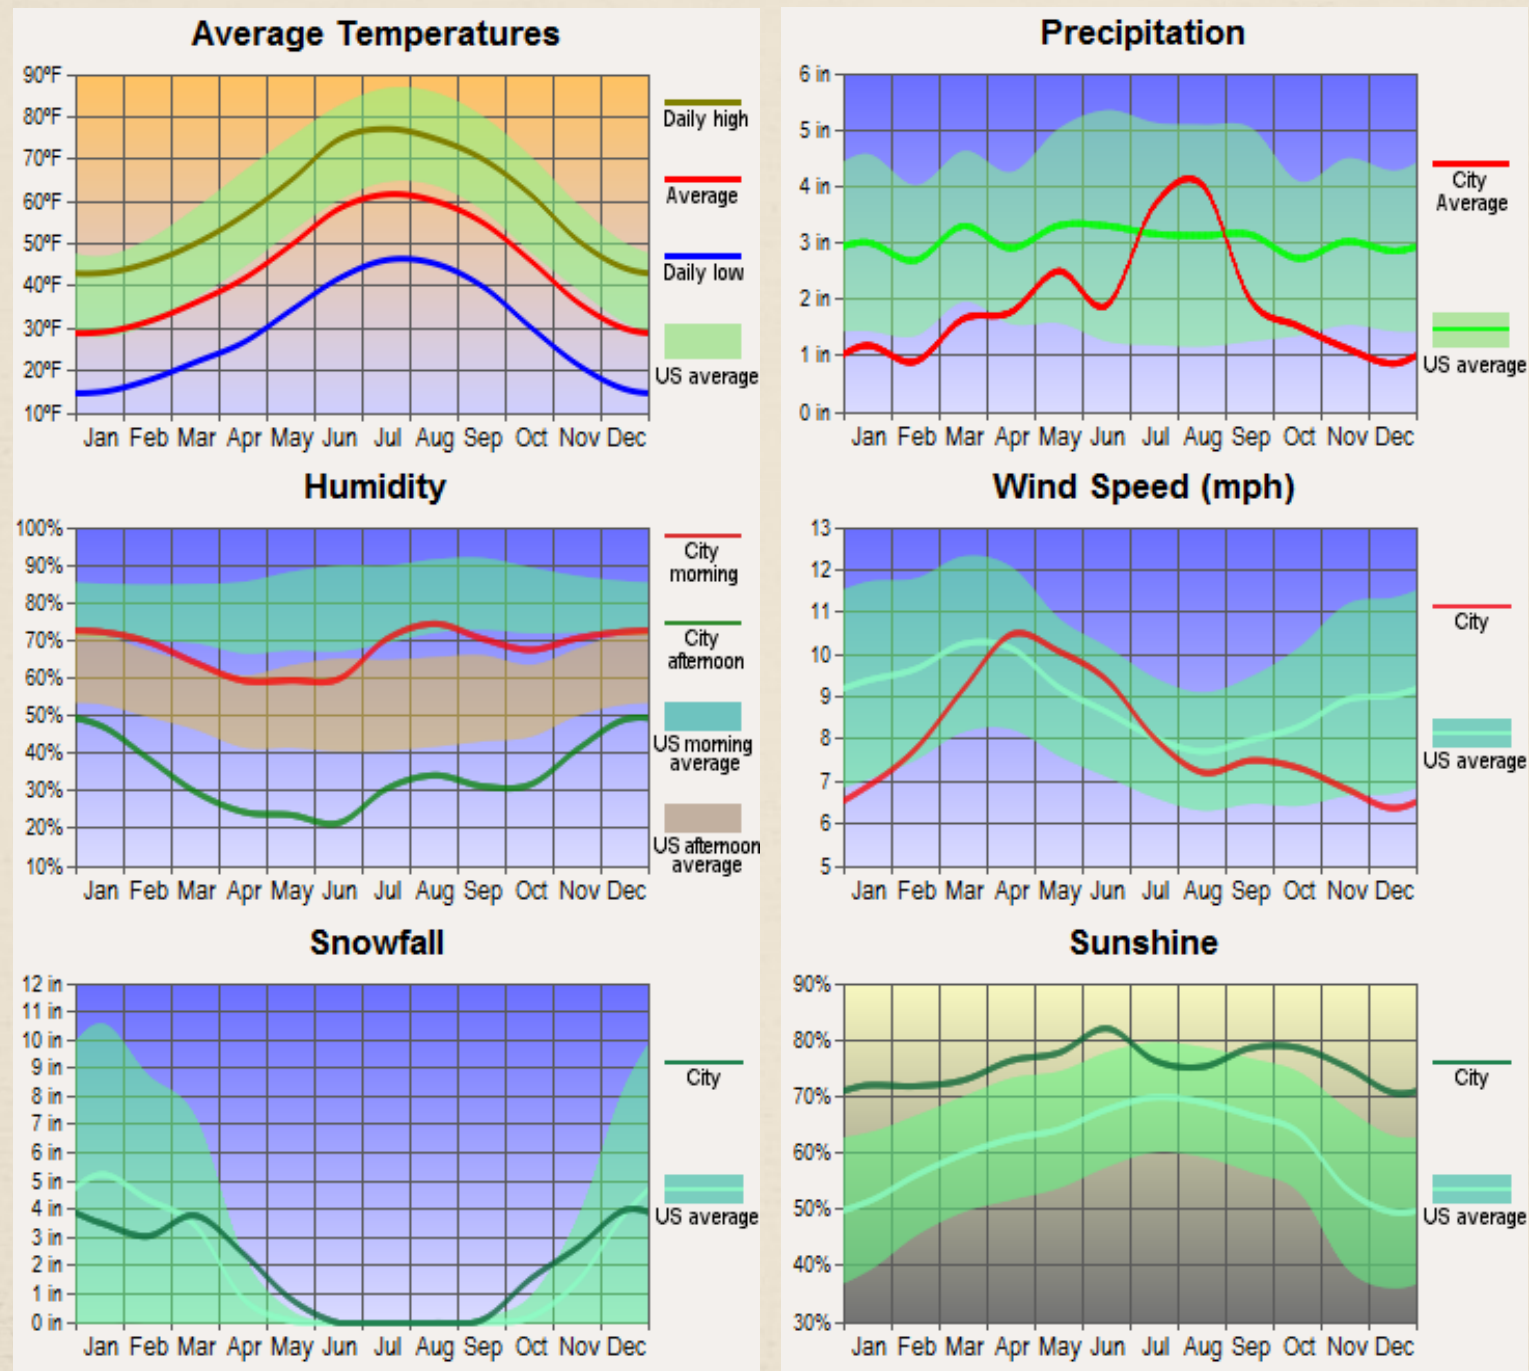 Average Temperatures
90ºF
80ºF
70ºF
60ºF
50ºF
40ºF
30ºF
20ºF
10ºF
Jan Feb Mar Apr May Jun Jul Aug Sep Oct Nov Dec
Daily high
Average
Daily low
US average
Precipitation
6 in
5 in
4 in
3 in
2 in
1 in
0 in
Jan Feb Mar Apr May Jun Jul Aug Sep Oct Nov Dec
City
Average
US average
Humidity
100%
90%
80%
70%
60%
50%
40%
30%
20%
10%
Jan Feb Mar Apr May Jun Jul Aug Sep Oct Nov Dec
City
morning
City
afternoon
US morning
average
US afternoon
average
Wind Speed (mph)
13
12
11
10
9
8
7
6
5
Jan Feb Mar Apr May Jun Jul Aug Sep Oct Nov Dec
City
US average
Snowfall
12 in
11 in
10 in
9 in
8 in
7 in
6 in
5 in
4 in
3 in
2 in
1 in
0 in
Jan Feb Mar Apr May Jun Jul Aug Sep Oct Nov Dec
City
US average
Sunshine
90%
80%
70%
60%
50%
40%
30%
Jan Feb Mar Apr May Jun Jul Aug Sep Oct Nov Dec
City
US average